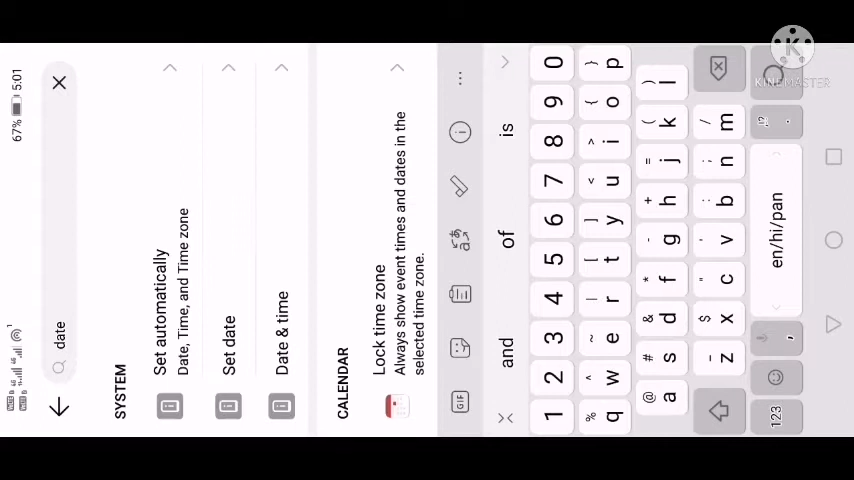 67% 5:01
date
SYSTEM
Set automatically
Date, Time, and Time zone
Set date
Date & time
CALENDAR
Lock time zone
Always show event times and dates in the
selected time zone.
GIF
and of is
1 2 3 4 5 6 7 8 9 0
% ^ ~ | [ ] < > { }
q w e r t y u i o p
@ # & * - + = ( )
a s d f g h j k l
_ $ " ' : ; /
z x c v b n m
123 , en/hi/pan !? .
K
KINEMASTER